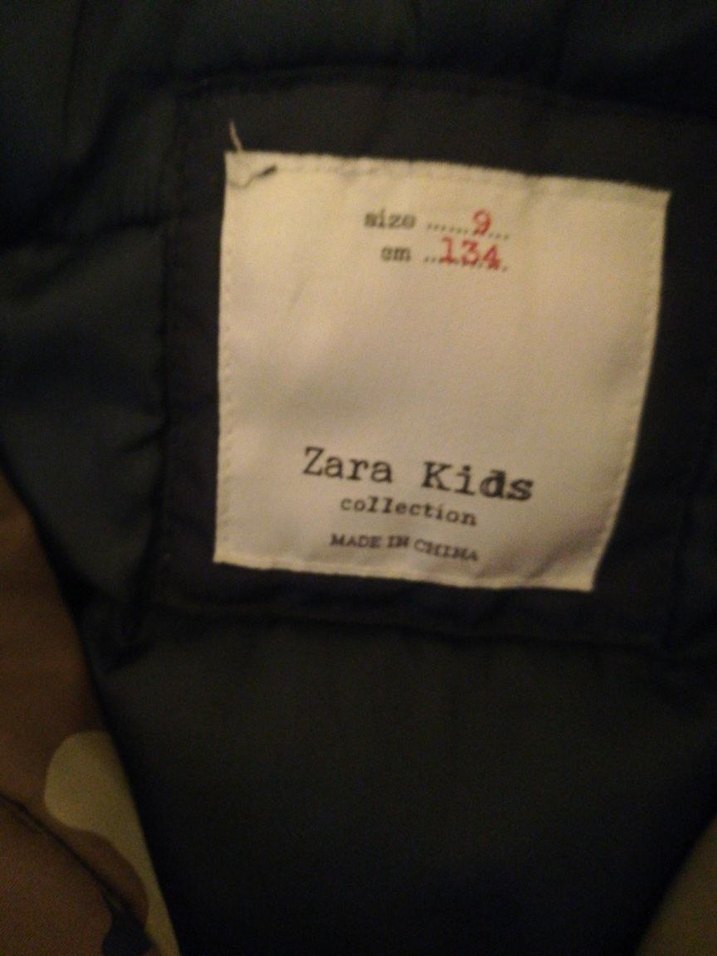 size ......9...
cm ...134.
Zara Kids
collection
MADE IN CHINA